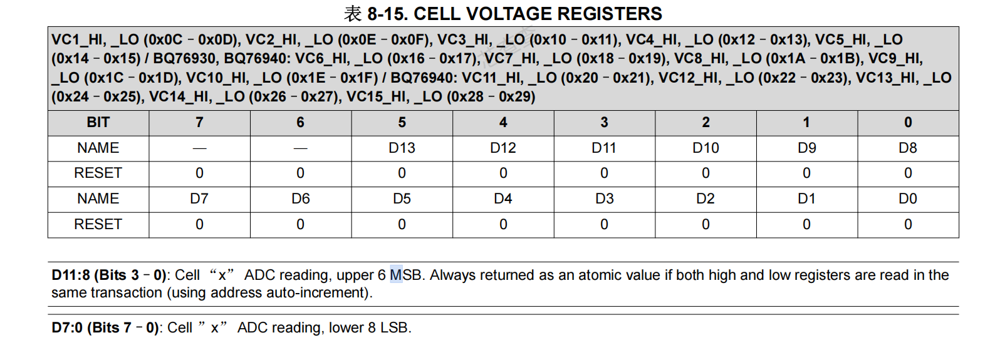 表 8-15. CELL VOLTAGE REGISTERS
VC1_HI, _LO (0x0C – 0x0D), VC2_HI, _LO (0x0E – 0x0F), VC3_HI, _LO (0x10 – 0x11), VC4_HI, _LO (0x12 – 0x13), VC5_HI, _LO
(0x14 – 0x15) / BQ76930, BQ76940: VC6_HI, _LO (0x16 – 0x17), VC7_HI, _LO (0x18 – 0x19), VC8_HI, _LO (0x1A – 0x1B), VC9_HI,
_LO (0x1C – 0x1D), VC10_HI, _LO (0x1E – 0x1F) / BQ76940: VC11_HI, _LO (0x20 – 0x21), VC12_HI, _LO (0x22 – 0x23), VC13_HI, _LO
(0x24 – 0x25), VC14_HI, _LO (0x26 – 0x27), VC15_HI, _LO (0x28 – 0x29)
芯查查
BIT 7 6 5 4 3 2 1 0
NAME — — D13 D12 D11 D10 D9 D8
RESET 0 0 0 0 0 0 0 0
NAME D7 D6 D5 D4 D3 D2 D1 D0
RESET 0 0 0 0 0 0 0 0
D11:8 (Bits 3 – 0): Cell “x” ADC reading, upper 6 MSB. Always returned as an atomic value if both high and low registers are read in the
same transaction (using address auto-increment).
D7:0 (Bits 7 – 0): Cell ”x” ADC reading, lower 8 LSB.